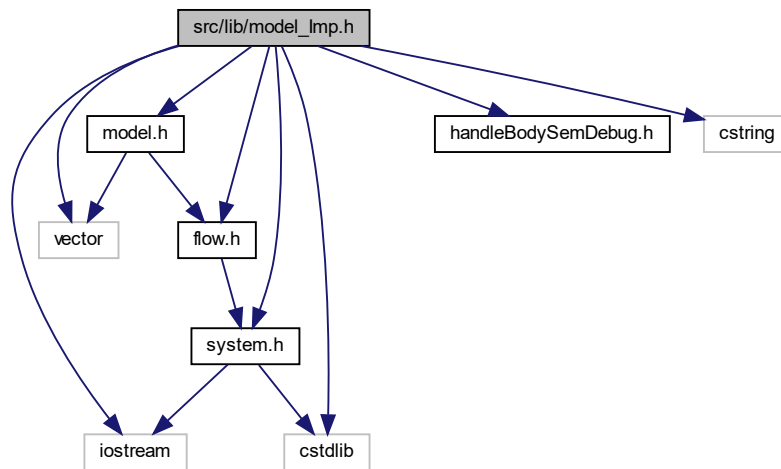 src/lib/model_Imp.h
model.h
handleBodySemDebug.h
cstring
vector
flow.h
system.h
iostream
cstdlib